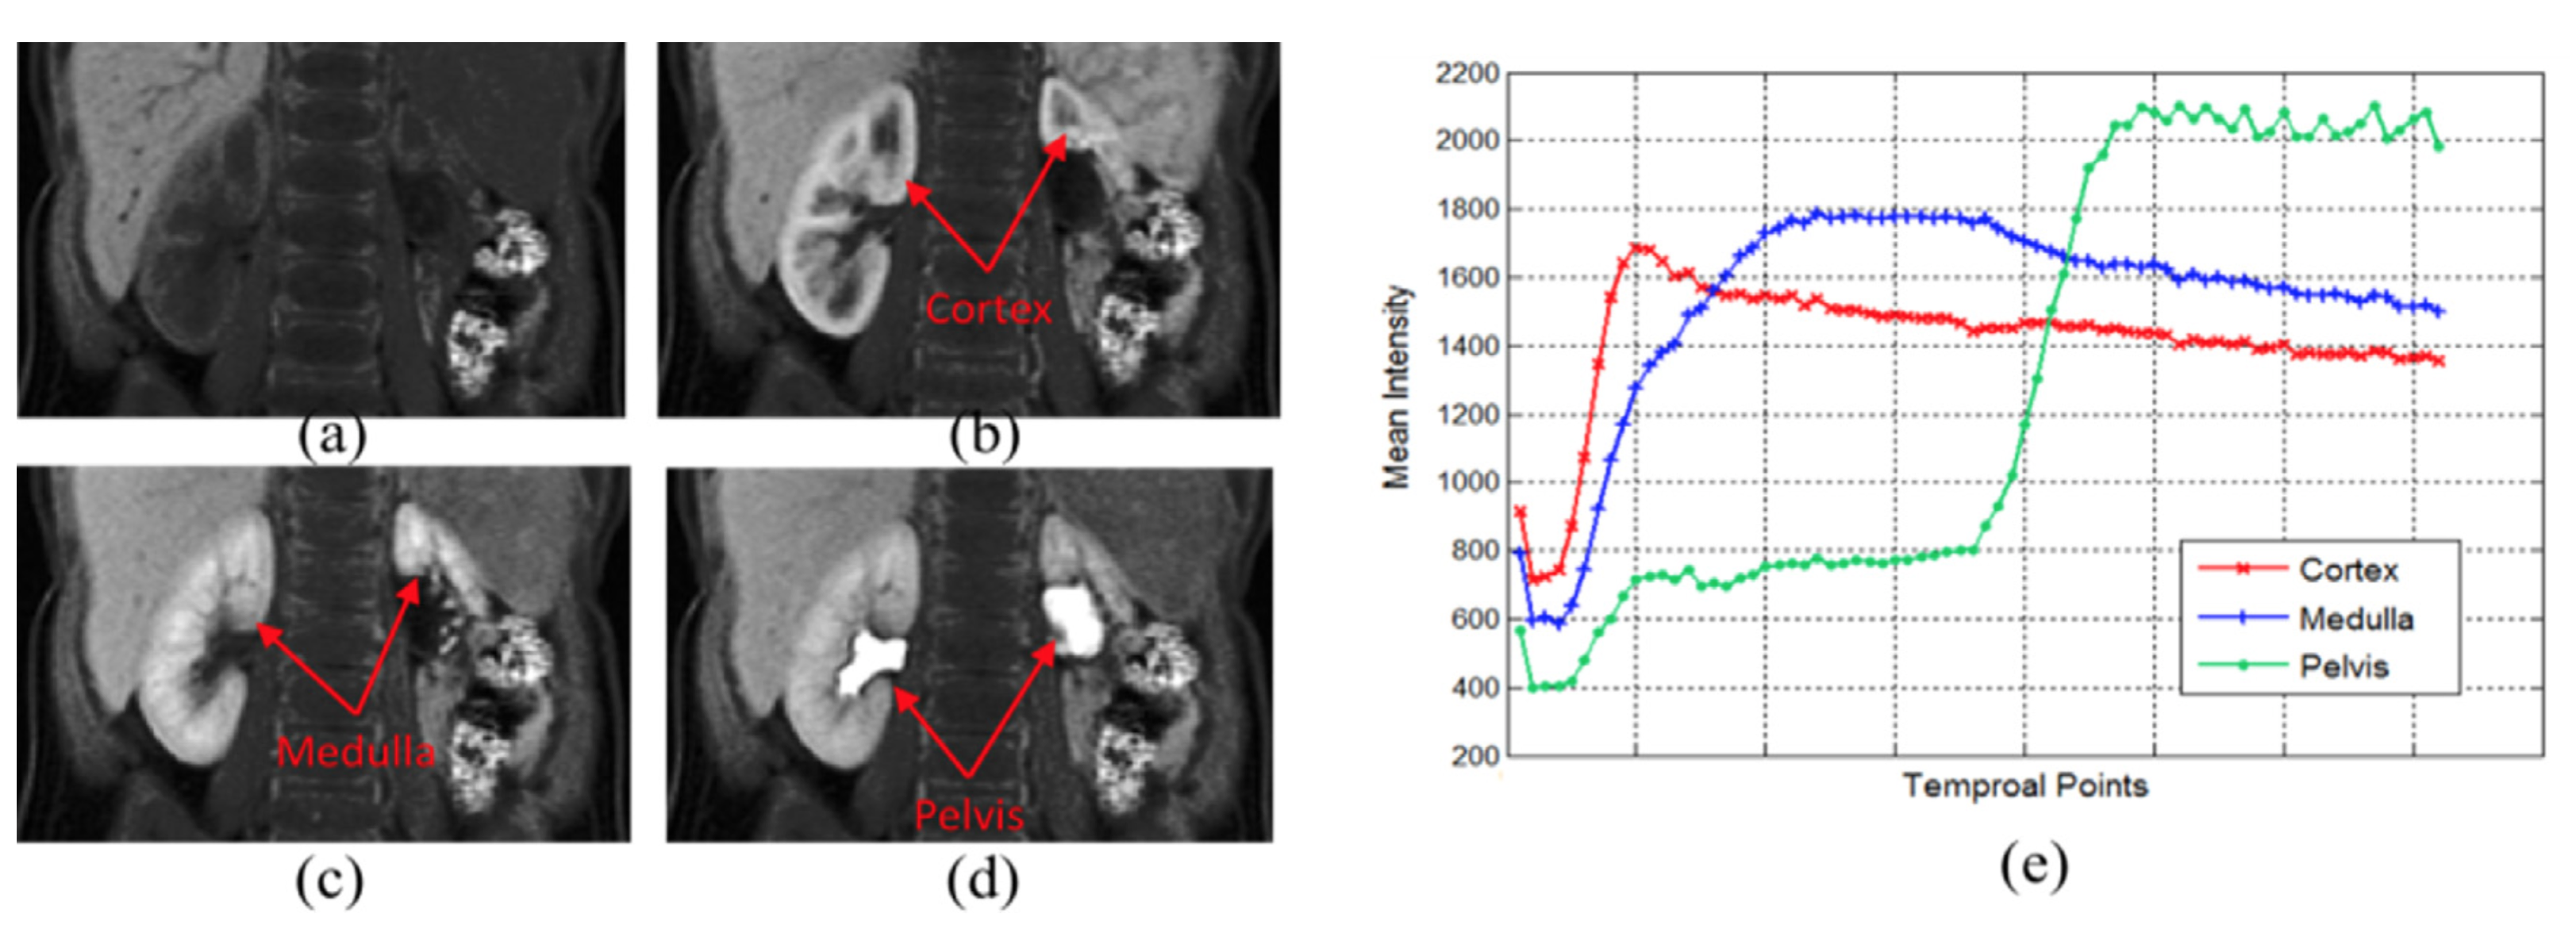 (a)
Cortex
(b)
Medulla
(c)
Pelvis
(d)
2200
2000
1800
1600
1400
1200
1000
800
600
400
200
Mean Intensity
Cortex
Medulla
Pelvis
Temproal Points
(e)